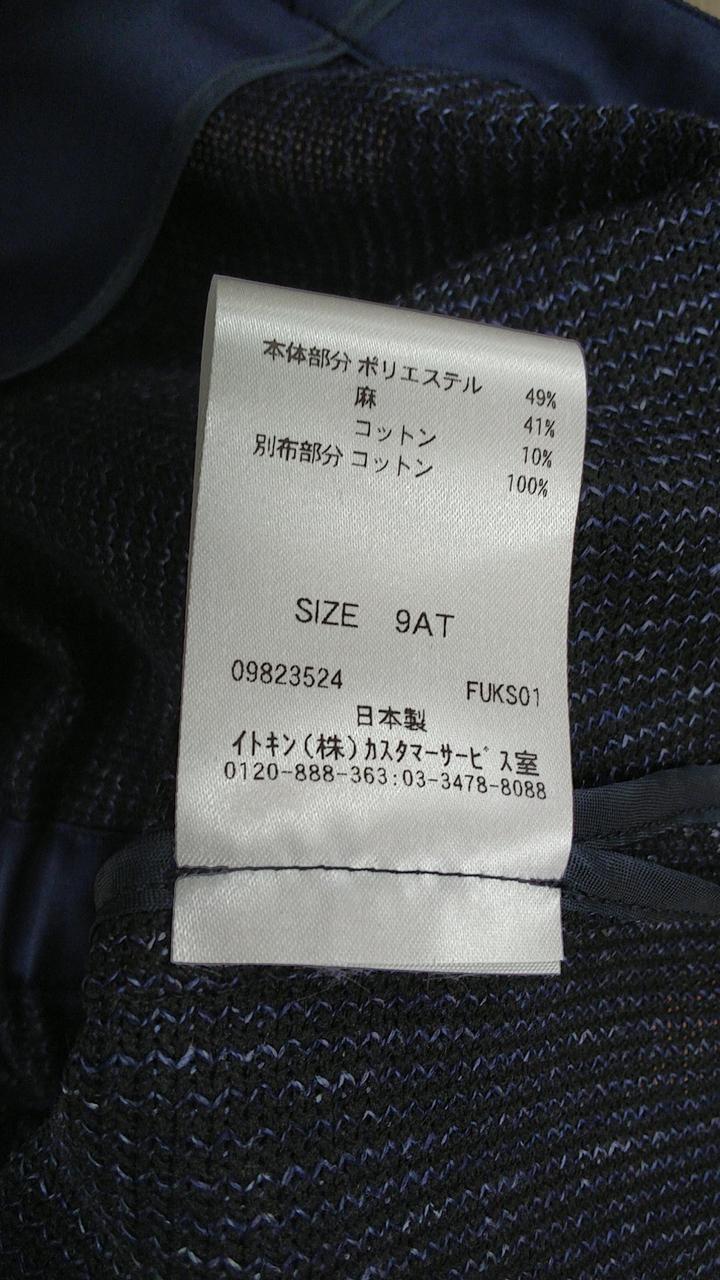 本体部分 ポリエステル 49%
麻 41%
コットン 10%
別布部分 コットン 100%
SIZE 9AT
09823524 FUKS01
日本製
イトキン(株)カスタマーサービス室
0120-888-363:03-3478-8088